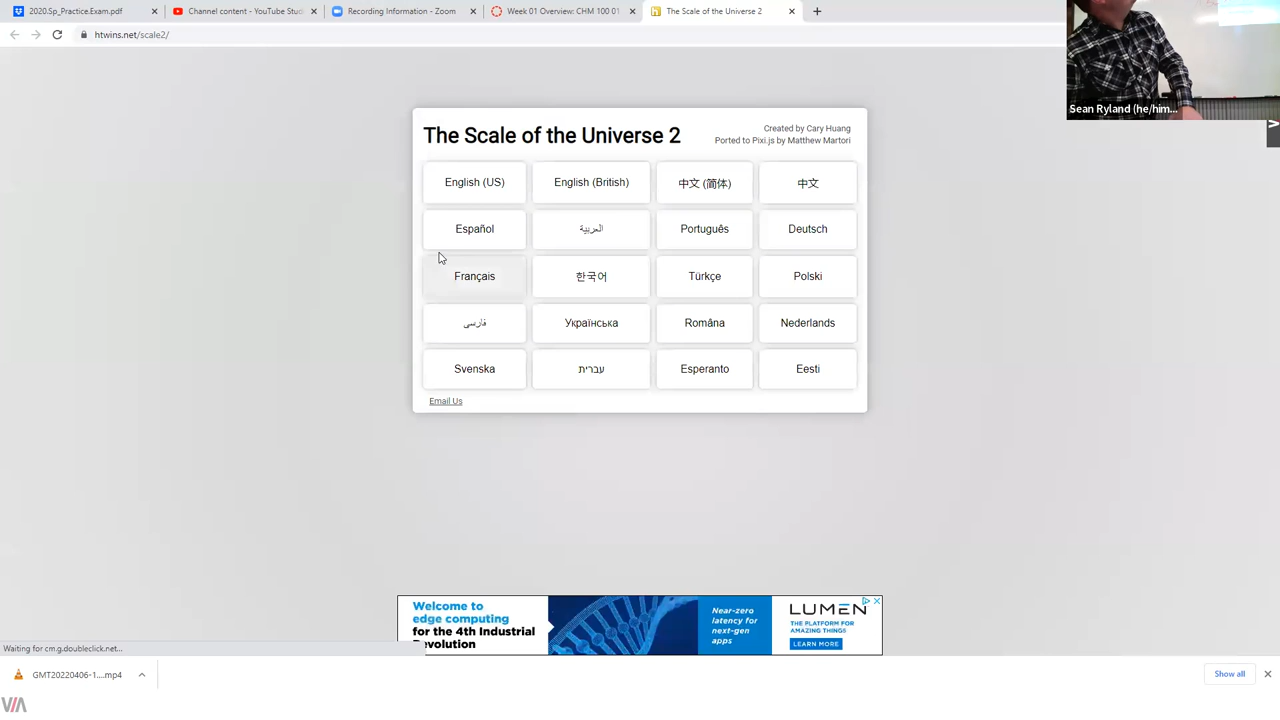 2020.Sp_Practice.Exam.pdf
Channel content - YouTube Stud
Recording Information - Zoom
Week 01 Overview: CHM 100 01
The Scale of the Universe 2
htwins.net/scale2/
Sean Ryland (he/him...
The Scale of the Universe 2
Created by Cary Huang
Ported to Pixi.js by Matthew Martori
English (US)
English (British)
中文 (简体)
中文
Español
العربية
Português
Deutsch
Français
한국어
Türkçe
Polski
فارسی
Українська
Româna
Nederlands
Svenska
עברית
Esperanto
Eesti
Email Us
Welcome to
edge computing
for the 4th Industrial
Revolution
Near-zero
latency for
next-gen
apps
LUMEN
THE PLATFORM FOR
AMAZING THINGS
LEARN MORE
Waiting for cm.g.doubleclick.net...
GMT20220406-1....mp4
Show all
VIA